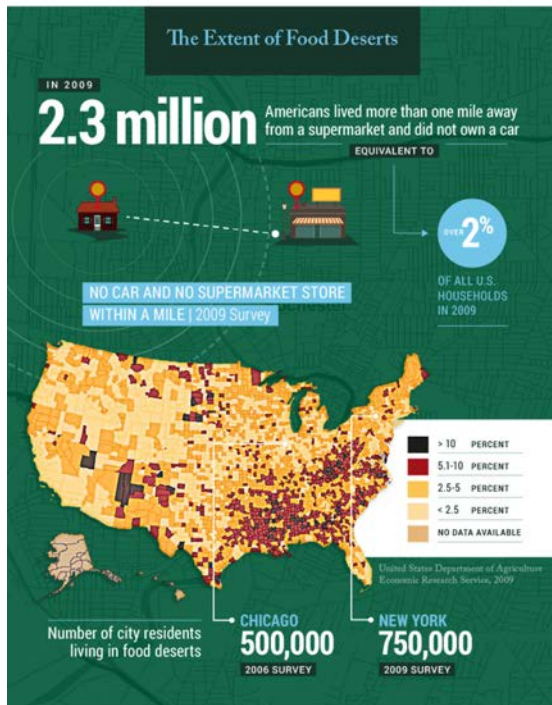 The Extent of Food Deserts
IN 2009
2.3 million
Americans lived more than one mile away
from a supermarket and did not own a car
EQUIVALENT TO
OVER 2%
OF ALL U.S.
HOUSEHOLDS
IN 2009
NO CAR AND NO SUPERMARKET STORE
WITHIN A MILE | 2009 Survey
> 10 PERCENT
5.1-10 PERCENT
2.5-5 PERCENT
< 2.5 PERCENT
NO DATA AVAILABLE
United States Department of Agriculture
Economic Research Service, 2009
Number of city residents
living in food deserts
CHICAGO
500,000
2006 SURVEY
NEW YORK
750,000
2009 SURVEY